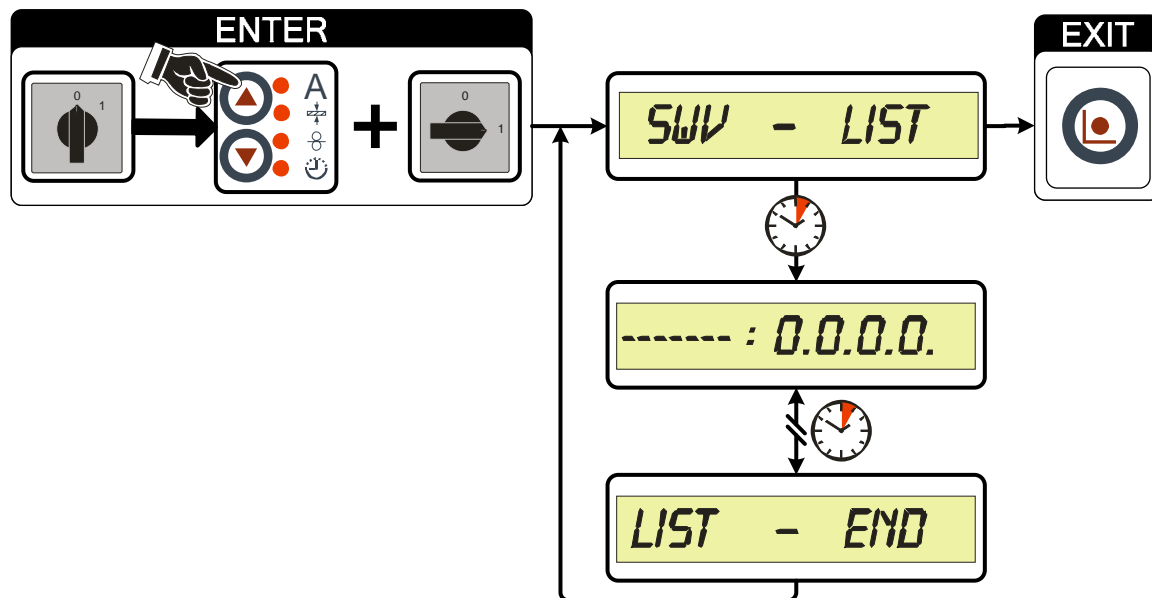 ENTER
EXIT
0
1
A
0
1
SWV - LIST
------- : 0.0.0.0.
LIST - END